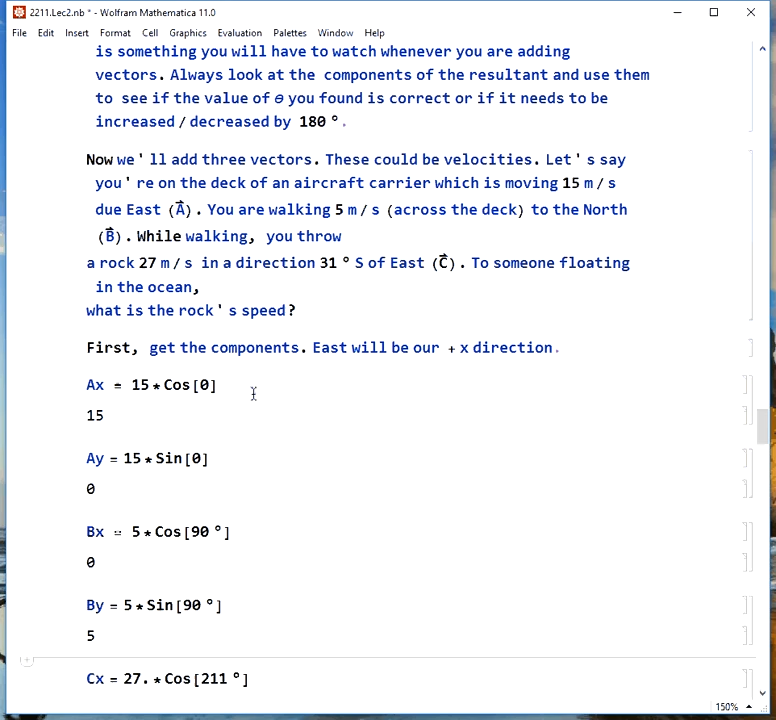 2211.Lec2.nb * - Wolfram Mathematica 11.0
File Edit Insert Format Cell Graphics Evaluation Palettes Window Help
is something you will have to watch whenever you are adding
vectors. Always look at the components of the resultant and use them
to see if the value of θ you found is correct or if it needs to be
increased / decreased by 180 °.
Now we ' ll add three vectors. These could be velocities. Let ' s say
you ' re on the deck of an aircraft carrier which is moving 15 m / s
due East (A⃗). You are walking 5 m / s (across the deck) to the North
(B⃗). While walking, you throw
a rock 27 m / s in a direction 31 ° S of East (C⃗). To someone floating
in the ocean,
what is the rock ' s speed?
First, get the components. East will be our + x direction.
Ax = 15 * Cos[0]
15
Ay = 15 * Sin[0]
0
Bx = 5 * Cos[90 °]
0
By = 5 * Sin[90 °]
5
Cx = 27. * Cos[211 °]
150%